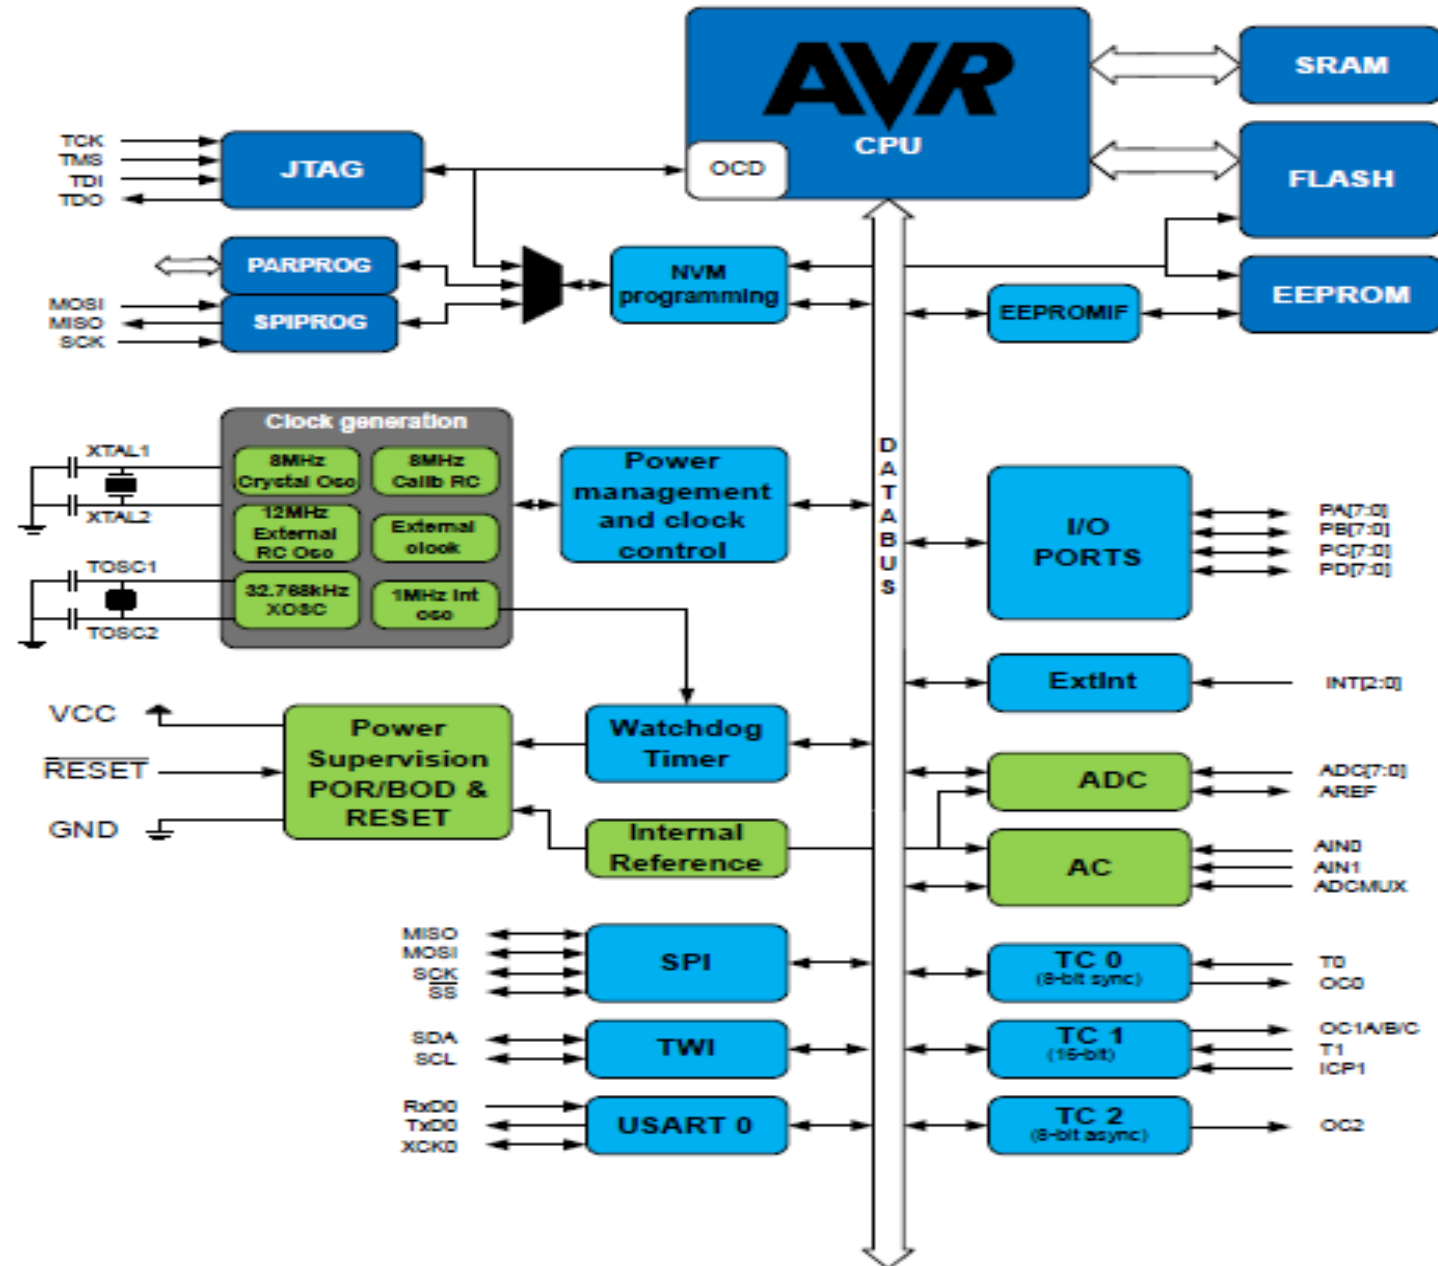 AVR
CPU
OCD
SRAM
FLASH
EEPROM
TCK
TMS
TDI
TDO
JTAG
PARPROG
MOSI
MISO
SCK
SPIPROG
NVM
programming
EEPROMIF
Clock generation
XTAL1
XTAL2
8MHz
Crystal Osc
8MHz
Calib RC
12MHz
External
RC Osc
External
clock
TOSC1
TOSC2
32.768kHz
XOSC
1MHz Int
osc
Power
management
and clock
control
DATABUS
I/O
PORTS
PA[7:0]
PB[7:0]
PC[7:0]
PD[7:0]
ExtInt
INT[2:0]
VCC
RESET
GND
Power
Supervision
POR/BOD &
RESET
Watchdog
Timer
Internal
Reference
ADC
ADC[7:0]
AREF
AC
AIN0
AIN1
ADCMUX
MISO
MOSI
SCK
SS
SPI
TC 0
(8-bit sync)
T0
OC0
SDA
SCL
TWI
TC 1
(16-bit)
OC1A/B/C
T1
ICP1
RxD0
TxD0
XCK0
USART 0
TC 2
(8-bit async)
OC2